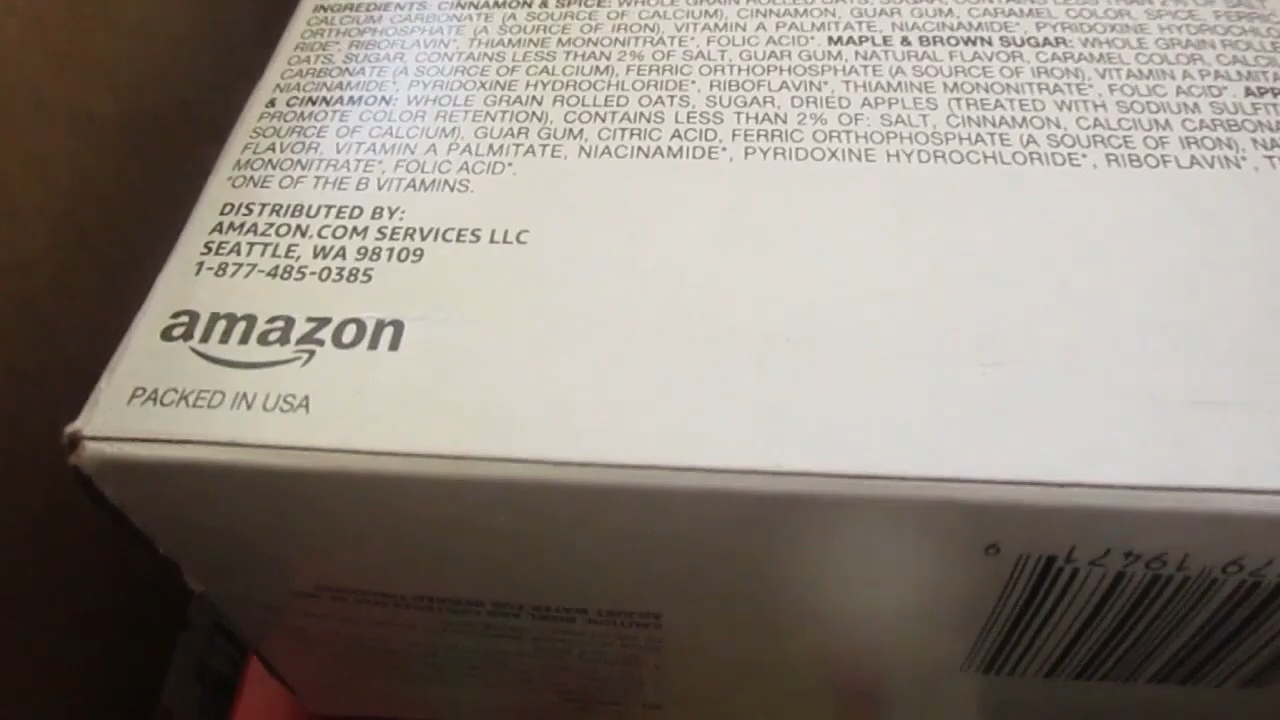 INGREDIENTS: CINNAMON & SPICE: WHOLE GRAIN ROLLED OATS, SUGAR, CONTAINS LESS THAN 2% OF SALT,
CALCIUM CARBONATE (A SOURCE OF CALCIUM), CINNAMON, GUAR GUM, CARAMEL COLOR, SPICE, FERRIC
ORTHOPHOSPHATE (A SOURCE OF IRON), VITAMIN A PALMITATE, NIACINAMIDE*, PYRIDOXINE HYDROCHLO
RIDE*, RIBOFLAVIN*, THIAMINE MONONITRATE*, FOLIC ACID*. MAPLE & BROWN SUGAR: WHOLE GRAIN ROLLE
OATS, SUGAR, CONTAINS LESS THAN 2% OF SALT, GUAR GUM, NATURAL FLAVOR, CARAMEL COLOR, CALCI
CARBONATE (A SOURCE OF CALCIUM), FERRIC ORTHOPHOSPHATE (A SOURCE OF IRON), VITAMIN A PALMITA
NIACINAMIDE*, PYRIDOXINE HYDROCHLORIDE*, RIBOFLAVIN*, THIAMINE MONONITRATE*, FOLIC ACID*. APP
& CINNAMON: WHOLE GRAIN ROLLED OATS, SUGAR, DRIED APPLES (TREATED WITH SODIUM SULFIT
PROMOTE COLOR RETENTION), CONTAINS LESS THAN 2% OF: SALT, CINNAMON, CALCIUM CARBONA
SOURCE OF CALCIUM), GUAR GUM, CITRIC ACID, FERRIC ORTHOPHOSPHATE (A SOURCE OF IRON), NA
FLAVOR, VITAMIN A PALMITATE, NIACINAMIDE*, PYRIDOXINE HYDROCHLORIDE*, RIBOFLAVIN*, T
MONONITRATE*, FOLIC ACID*.
*ONE OF THE B VITAMINS.
DISTRIBUTED BY:
AMAZON.COM SERVICES LLC
SEATTLE, WA 98109
1-877-485-0385
amazon
PACKED IN USA